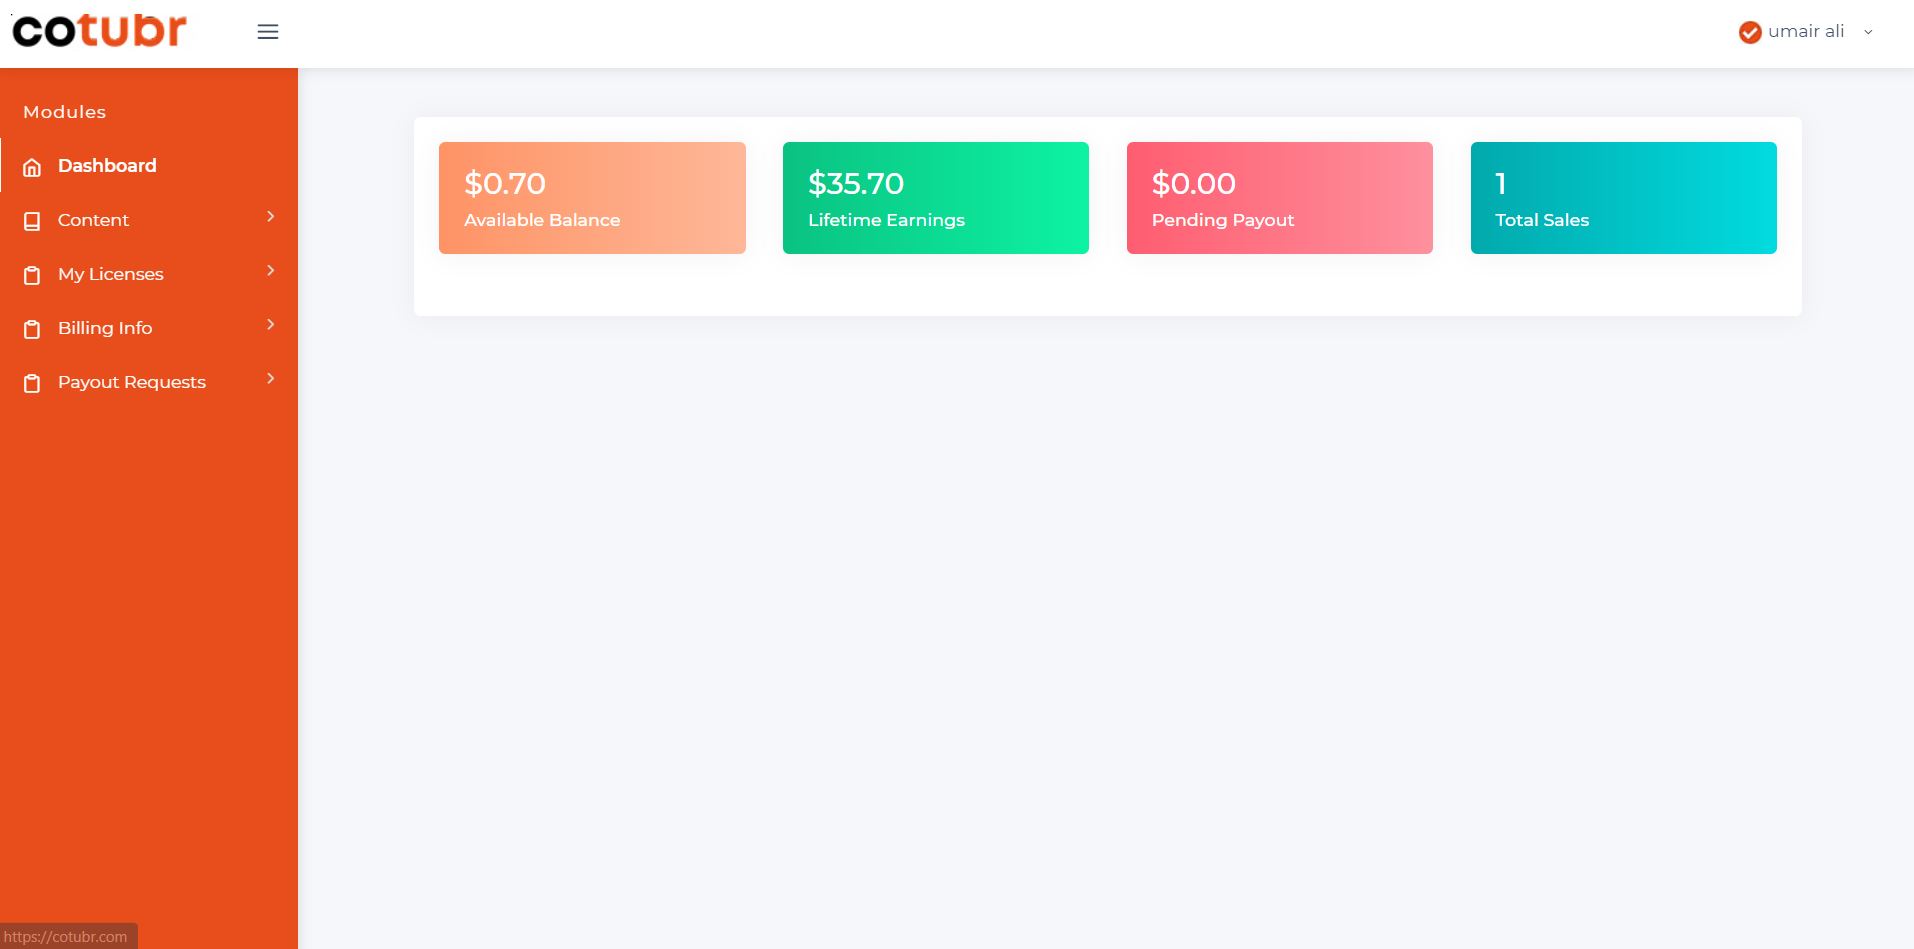 cotubr
umair ali
Modules
Dashboard
Content
My Licenses
Billing Info
Payout Requests
$0.70
Available Balance
$35.70
Lifetime Earnings
$0.00
Pending Payout
1
Total Sales
https://cotubr.com